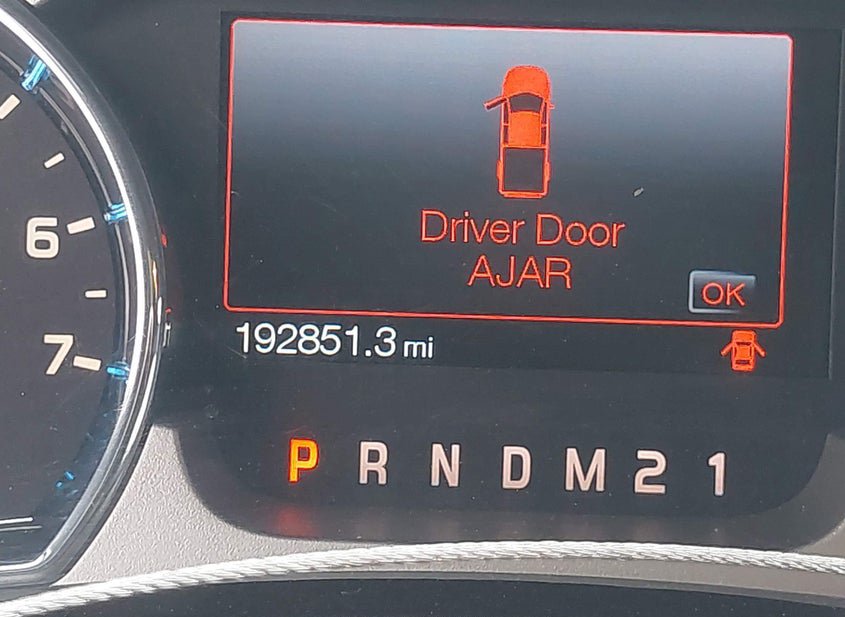 Driver Door
AJAR
OK
6
192851.3 mi
7
P R N D M 2 1